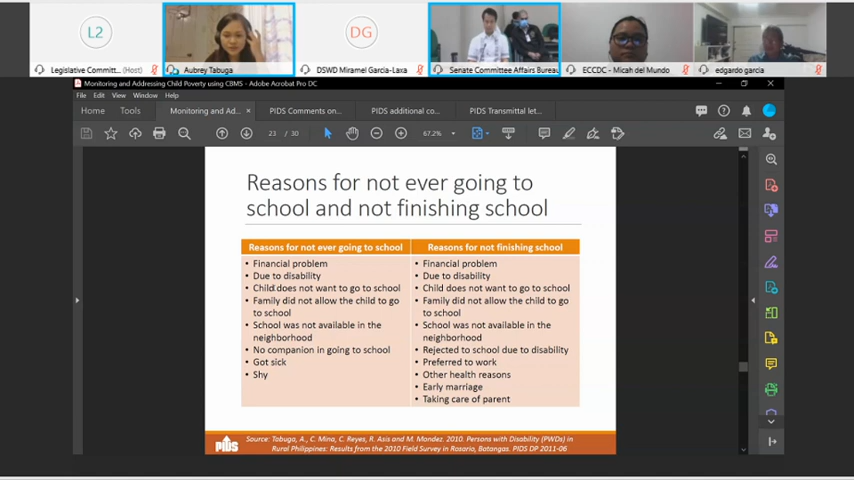 L2
DG
Legislative Committ... (Host)
Aubrey Tabuga
DSWD Miramel Garcia-Laxa
Senate Committee Affairs Bureau
ECCDC - Micah del Mundo
edgardo garcia
Monitoring and Addressing Child Poverty using CBMS - Adobe Acrobat Pro DC
File Edit View Window Help
Home Tools Monitoring and Ad... × PIDS Comments on... PIDS additional co... PIDS Transmittal let...
23 / 30 67.2%
Reasons for not ever going to
school and not finishing school
Reasons for not ever going to school
• Financial problem
• Due to disability
• Child does not want to go to school
• Family did not allow the child to go
to school
• School was not available in the
neighborhood
• No companion in going to school
• Got sick
• Shy
Reasons for not finishing school
• Financial problem
• Due to disability
• Child does not want to go to school
• Family did not allow the child to go
to school
• School was not available in the
neighborhood
• Rejected to school due to disability
• Preferred to work
• Other health reasons
• Early marriage
• Taking care of parent
PIDS
Source: Tabuga, A., C. Mina, C. Reyes, R. Asis and M. Mandez. 2010. Persons with Disability (PWDs) in
Rural Philippines: Results from the 2010 Field Survey in Rosario, Batangas. PIDS DP 2011-06